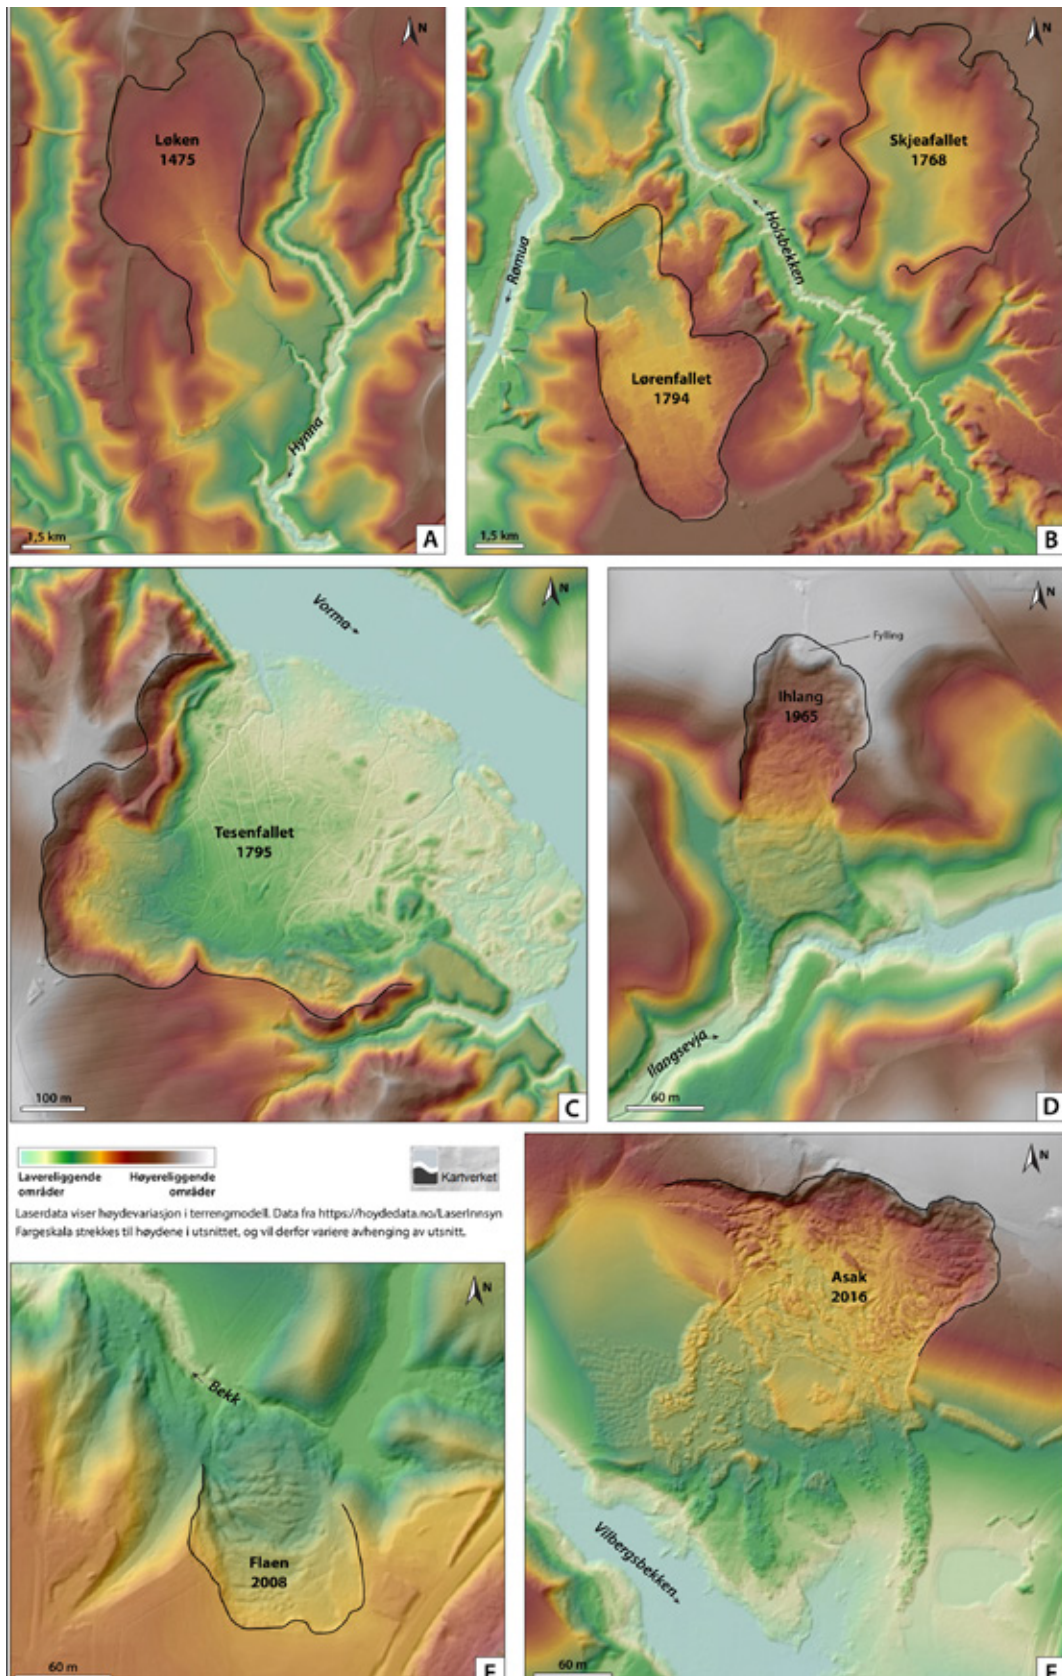 N
Løken
1475
Hynna
1,5 km
A
N
Skjeafallet
1768
Holsbekken
Rømua
Lørenfallet
1794
1,5 km
B
N
Vorma
Tesenfallet
1795
100 m
C
N
Fylling
Ihlang
1965
Ilangsevja
60 m
D
Lavereliggende Høyereliggende
områder områder
Kartverket
Laserdata viser høydevariasjon i terrengmodell. Data fra https://hoydedata.no/LaserInnsyn
Fargeskala strekkes til høydene i utsnittet, og vil derfor variere avhenging av utsnitt.
N
Bekk
Flaen
2008
60 m
N
Asak
2016
Vilbergsbekken
60 m